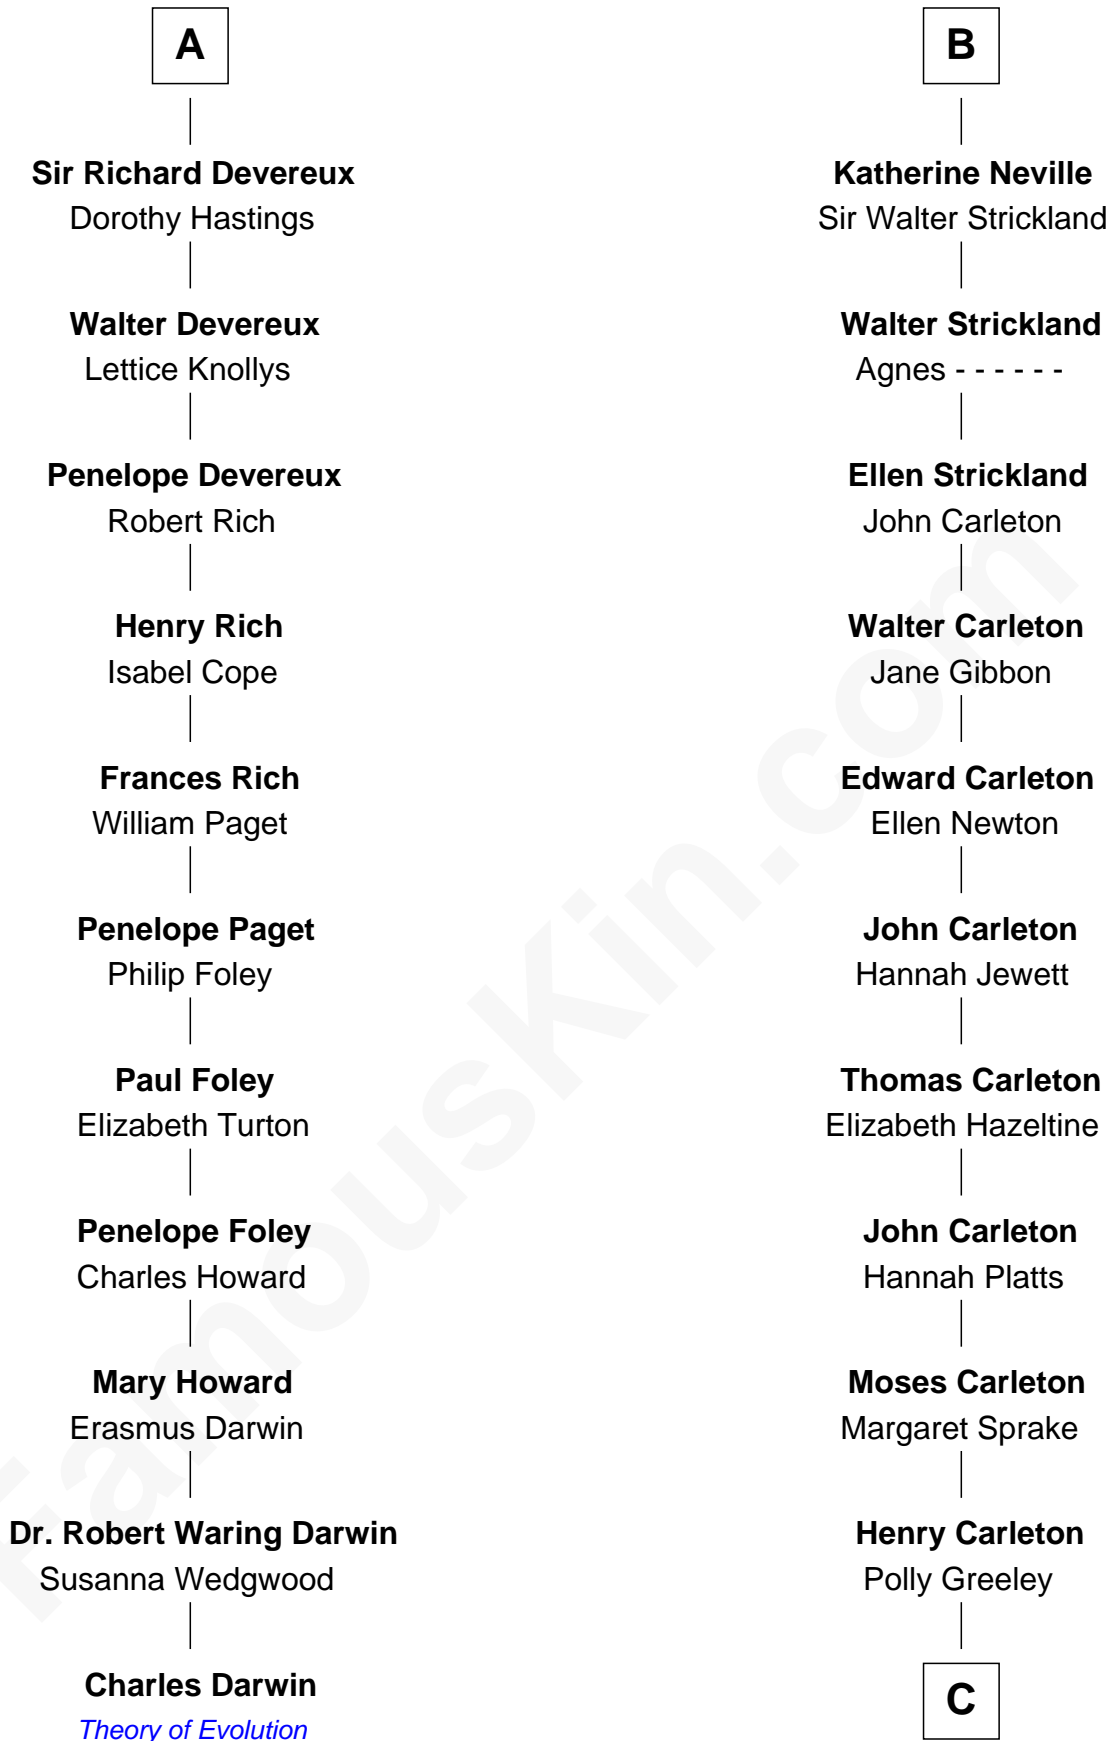 A
Sir Richard Devereux
Dorothy Hastings
Walter Devereux
Lettice Knollys
Penelope Devereux
Robert Rich
Henry Rich
Isabel Cope
Frances Rich
William Paget
Penelope Paget
Philip Foley
Paul Foley
Elizabeth Turton
Penelope Foley
Charles Howard
Mary Howard
Erasmus Darwin
Dr. Robert Waring Darwin
Susanna Wedgwood
Charles Darwin
Theory of Evolution
B
Katherine Neville
Sir Walter Strickland
Walter Strickland
Agnes - - - - - -
Ellen Strickland
John Carleton
Walter Carleton
Jane Gibbon
Edward Carleton
Ellen Newton
John Carleton
Hannah Jewett
Thomas Carleton
Elizabeth Hazeltine
John Carleton
Hannah Platts
Moses Carleton
Margaret Sprake
Henry Carleton
Polly Greeley
C
FamousKin.com